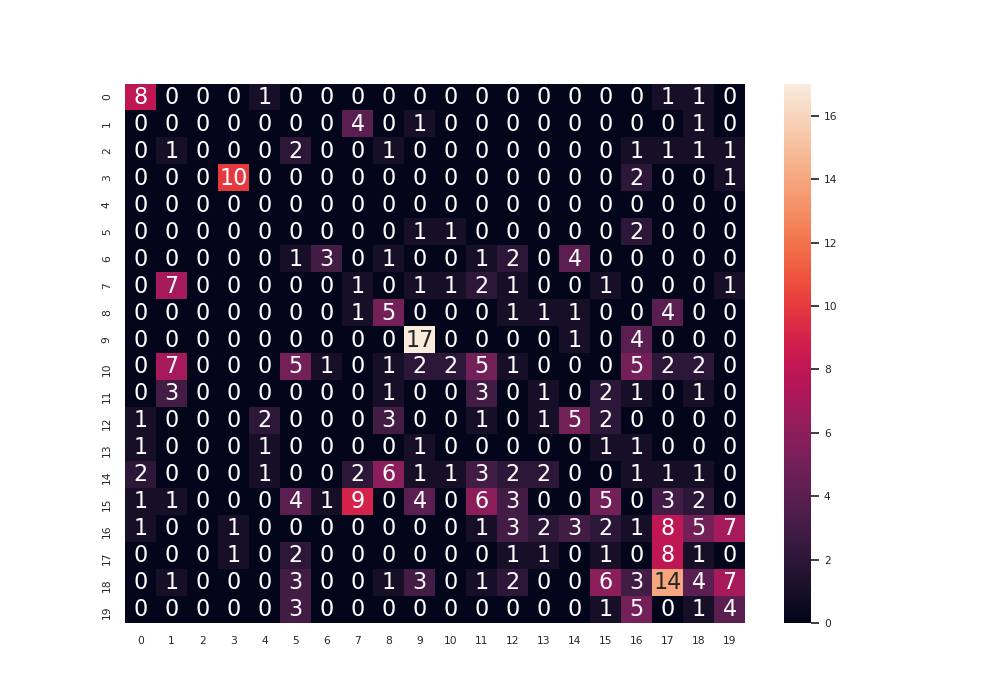 0 8 0 0 0 1 0 0 0 0 0 0 0 0 0 0 0 0 1 1 0
1 0 0 0 0 0 0 0 4 0 1 0 0 0 0 0 0 0 0 1 0
2 0 1 0 0 0 2 0 0 1 0 0 0 0 0 0 0 1 1 1 1
3 0 0 0 10 0 0 0 0 0 0 0 0 0 0 0 0 2 0 0 1
4 0 0 0 0 0 0 0 0 0 0 0 0 0 0 0 0 0 0 0 0
5 0 0 0 0 0 0 0 0 0 1 1 0 0 0 0 0 2 0 0 0
6 0 0 0 0 0 1 3 0 1 0 0 1 2 0 4 0 0 0 0 0
7 0 7 0 0 0 0 0 1 0 1 1 2 1 0 0 1 0 0 0 1
8 0 0 0 0 0 0 0 1 5 0 0 0 1 1 1 0 0 4 0 0
9 0 0 0 0 0 0 0 0 0 17 0 0 0 0 1 0 4 0 0 0
10 0 7 0 0 0 5 1 0 1 2 2 5 1 0 0 0 5 2 2 0
11 0 3 0 0 0 0 0 0 1 0 0 3 0 1 0 2 1 0 1 0
12 1 0 0 0 2 0 0 0 3 0 0 1 0 1 5 2 0 0 0 0
13 1 0 0 0 1 0 0 0 0 1 0 0 0 0 0 1 1 0 0 0
14 2 0 0 0 1 0 0 2 6 1 1 3 2 2 0 0 1 1 1 0
15 1 1 0 0 0 4 1 9 0 4 0 6 3 0 0 5 0 3 2 0
16 1 0 0 1 0 0 0 0 0 0 0 1 3 2 3 2 1 8 5 7
17 0 0 0 1 0 2 0 0 0 0 0 0 1 1 0 1 0 8 1 0
18 0 1 0 0 0 3 0 0 1 3 0 1 2 0 0 6 3 14 4 7
19 0 0 0 0 0 3 0 0 0 0 0 0 0 0 0 1 5 0 1 4
0 1 2 3 4 5 6 7 8 9 10 11 12 13 14 15 16 17 18 19
16
14
12
10
8
6
4
2
0